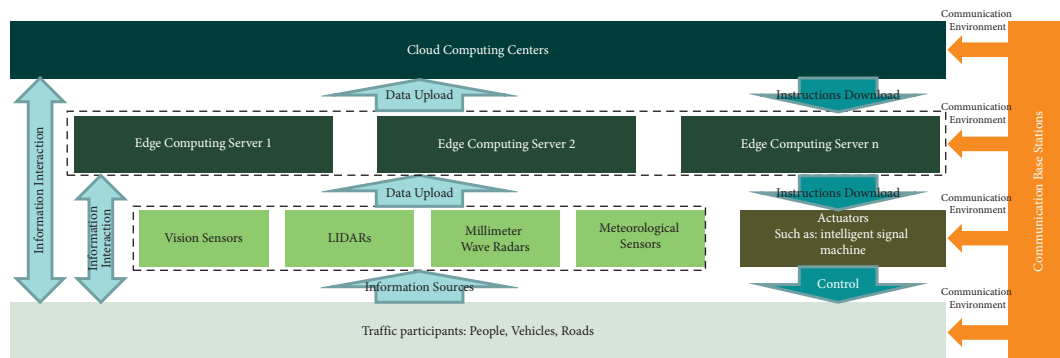 Communication
Environment
Cloud Computing Centers
Data Upload
Instructions Download
Communication
Environment
Edge Computing Server 1
Edge Computing Server 2
Edge Computing Server n
Data Upload
Instructions Download
Information Interaction
Information
Interaction
Vision Sensors
LIDARs
Millimeter
Wave Radars
Meteorological
Sensors
Actuators
Such as: intelligent signal
machine
Communication
Environment
Information Sources
Control
Communication
Environment
Traffic participants: People, Vehicles, Roads
Communication Base Stations